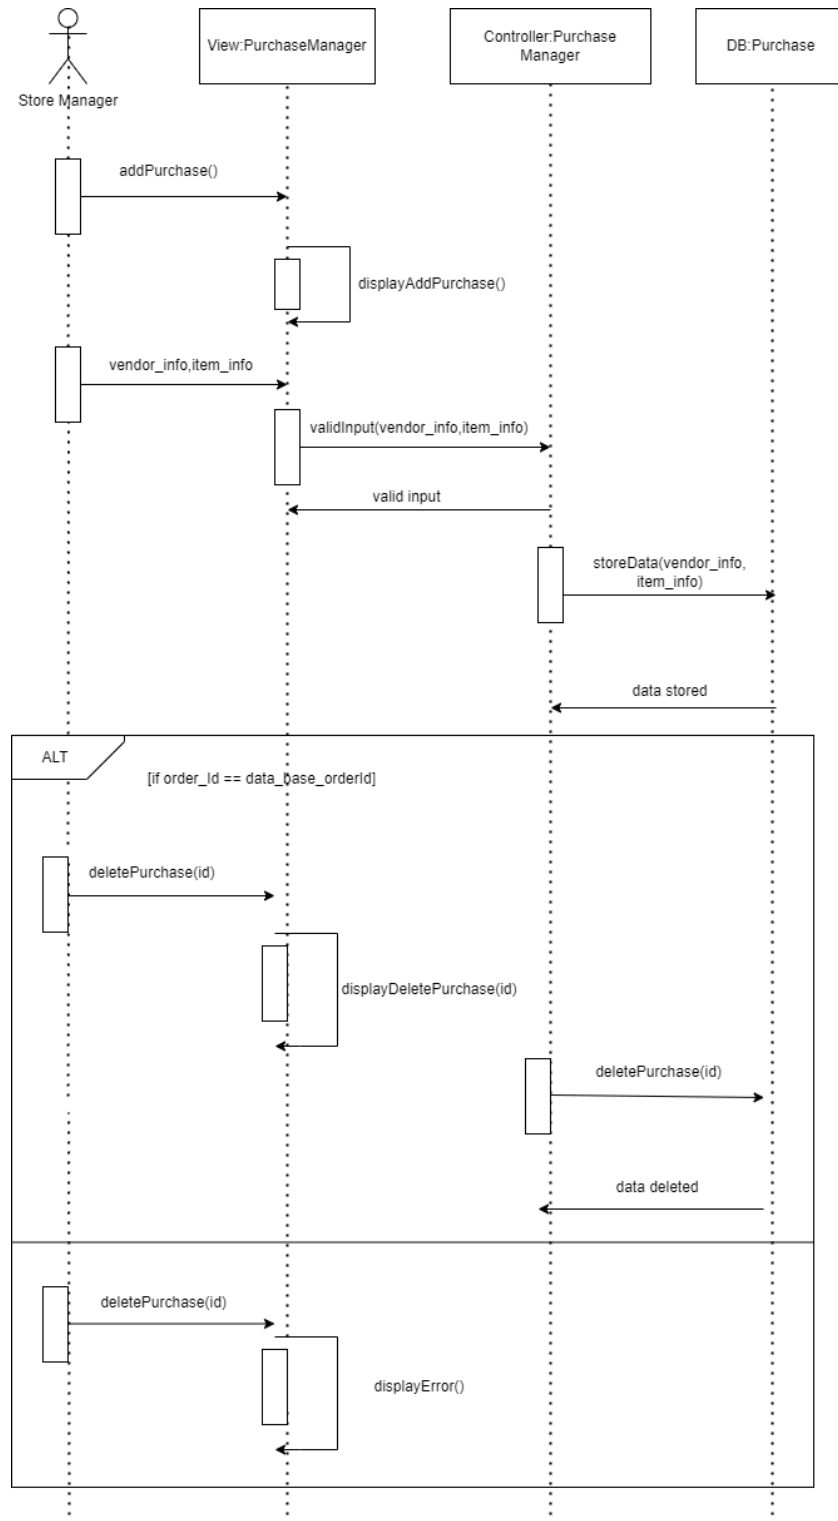 Store Manager
View:PurchaseManager
Controller:Purchase
Manager
DB:Purchase
addPurchase()
displayAddPurchase()
vendor_info,item_info
validInput(vendor_info,item_info)
valid input
storeData(vendor_info,
item_info)
data stored
ALT
[if order_Id == data_base_orderId]
deletePurchase(id)
displayDeletePurchase(id)
deletePurchase(id)
data deleted
deletePurchase(id)
displayError()